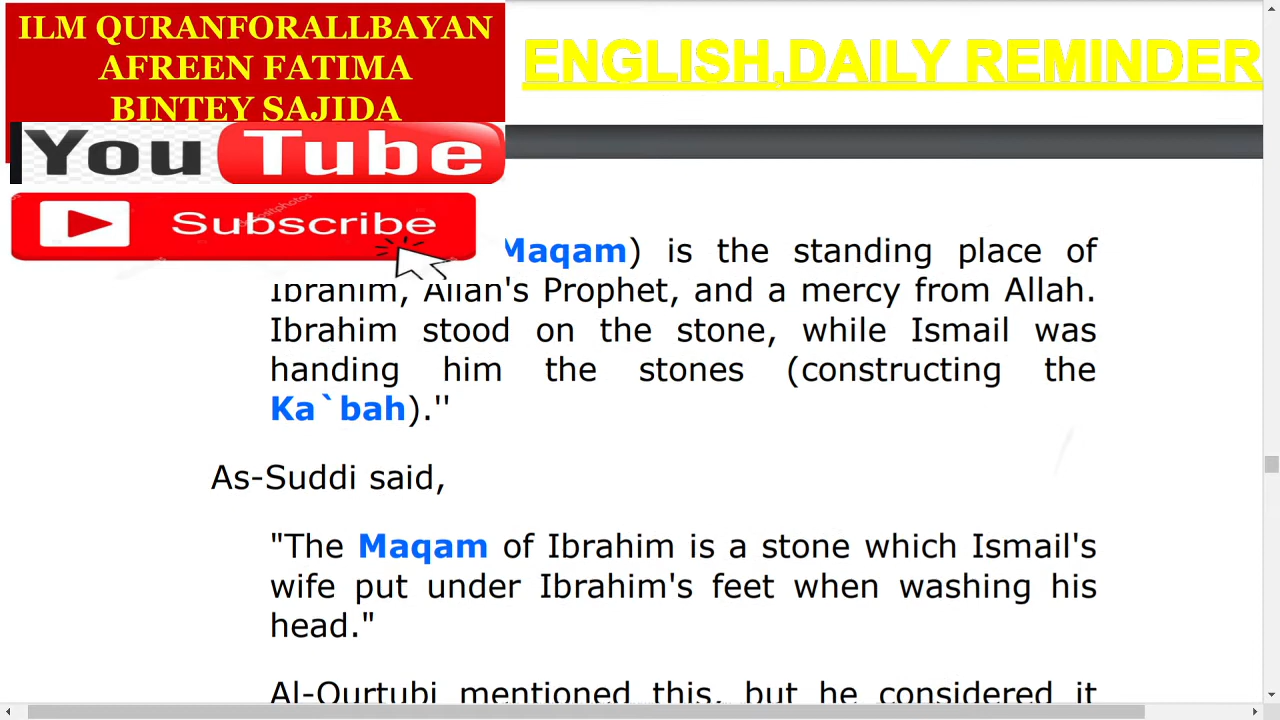 ILM QURANFORALLBAYAN
AFREEN FATIMA
BINTEY SAJIDA
ENGLISH,DAILY REMINDER
YouTube
depositphotos
Subscribe
Maqam) is the standing place of
Ibrahim, Allah's Prophet, and a mercy from Allah.
Ibrahim stood on the stone, while Ismail was
handing him the stones (constructing the
Ka`bah).''
As-Suddi said,
"The Maqam of Ibrahim is a stone which Ismail's
wife put under Ibrahim's feet when washing his
head."
Al-Qurtubi mentioned this, but he considered it